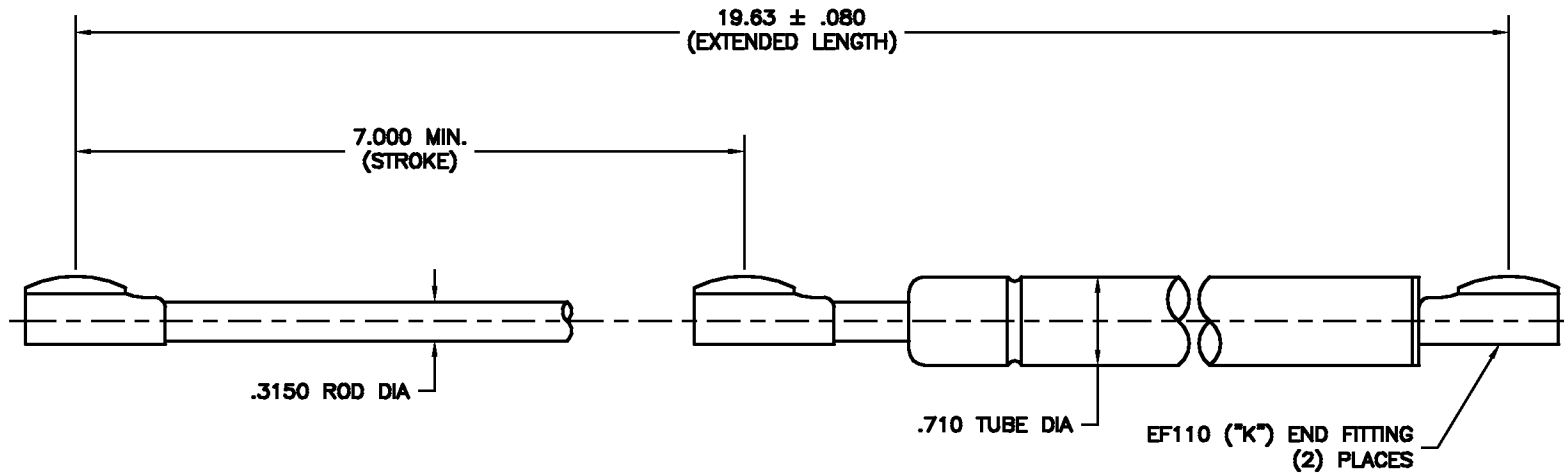 19.63 ± .080
(EXTENDED LENGTH)
7.000 MIN.
(STROKE)
.3150 ROD DIA
.710 TUBE DIA
EF110 ("K") END FITTING
(2) PLACES